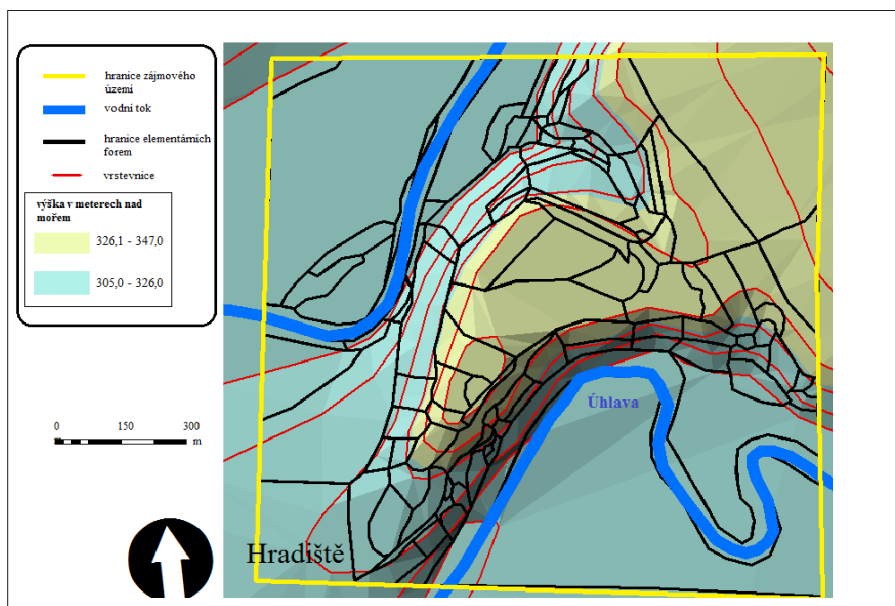 hranice zájmového
území
vodní tok
hranice elementárních
forem
vrstevnice
výška v meterech nad
mořem
326,1 - 347,0
305,0 - 326,0
0 150 300
m
Úhlava
Hradiště